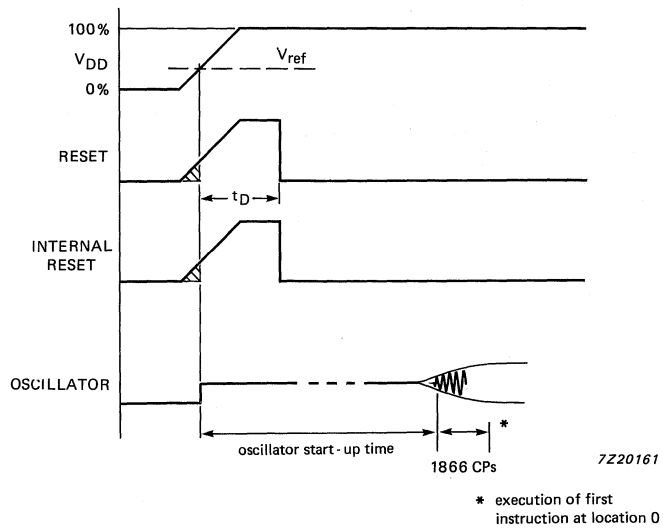 100%
V_DD
V_ref
0%
RESET
t_D
INTERNAL
RESET
OSCILLATOR
oscillator start-up time
*
1866 CPs
7Z20161
* execution of first
instruction at location 0